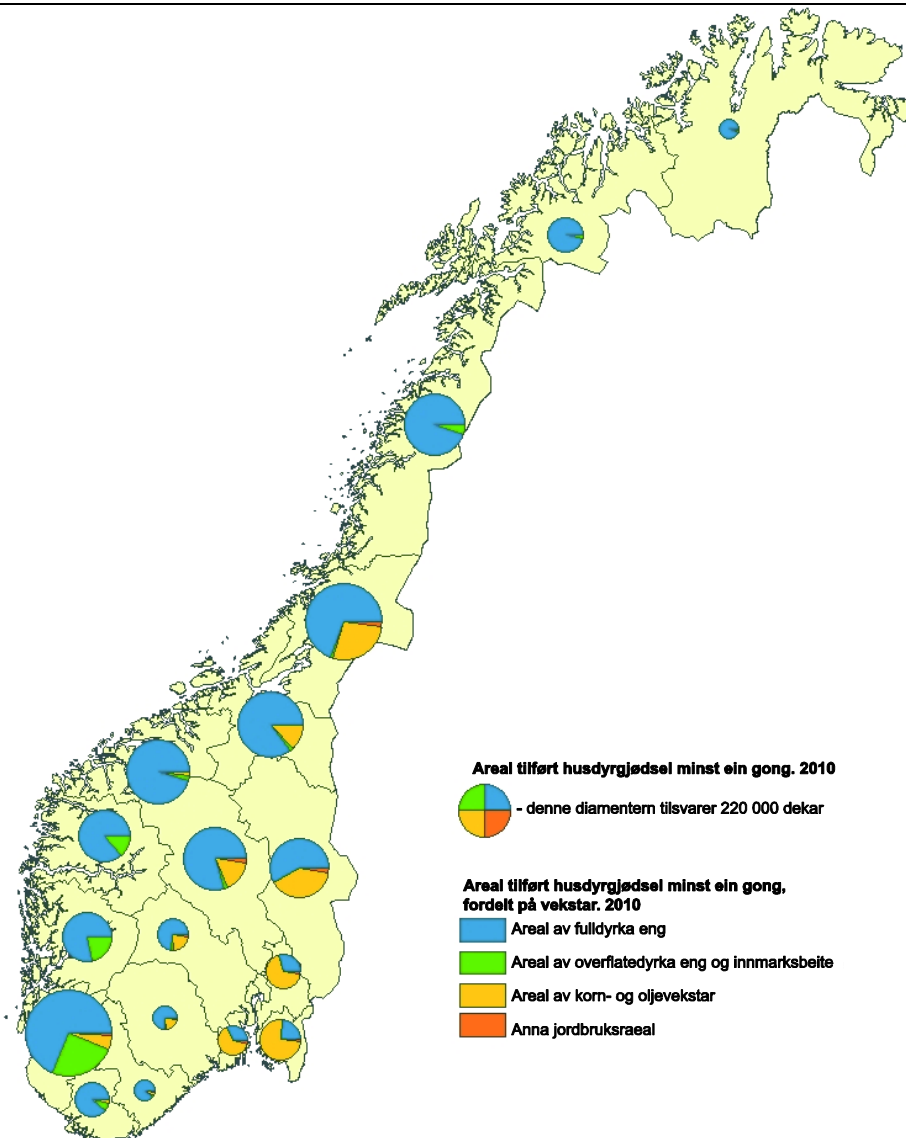 Areal tilført husdyrgjødsel minst ein gong. 2010
- denne diamentern tilsvarer 220 000 dekar
Areal tilført husdyrgjødsel minst ein gong,
fordelt på vekstar. 2010
Areal av fulldyrka eng
Areal av overflatedyrka eng og innmarksbeite
Areal av korn- og oljevekstar
Anna jordbruksraeal